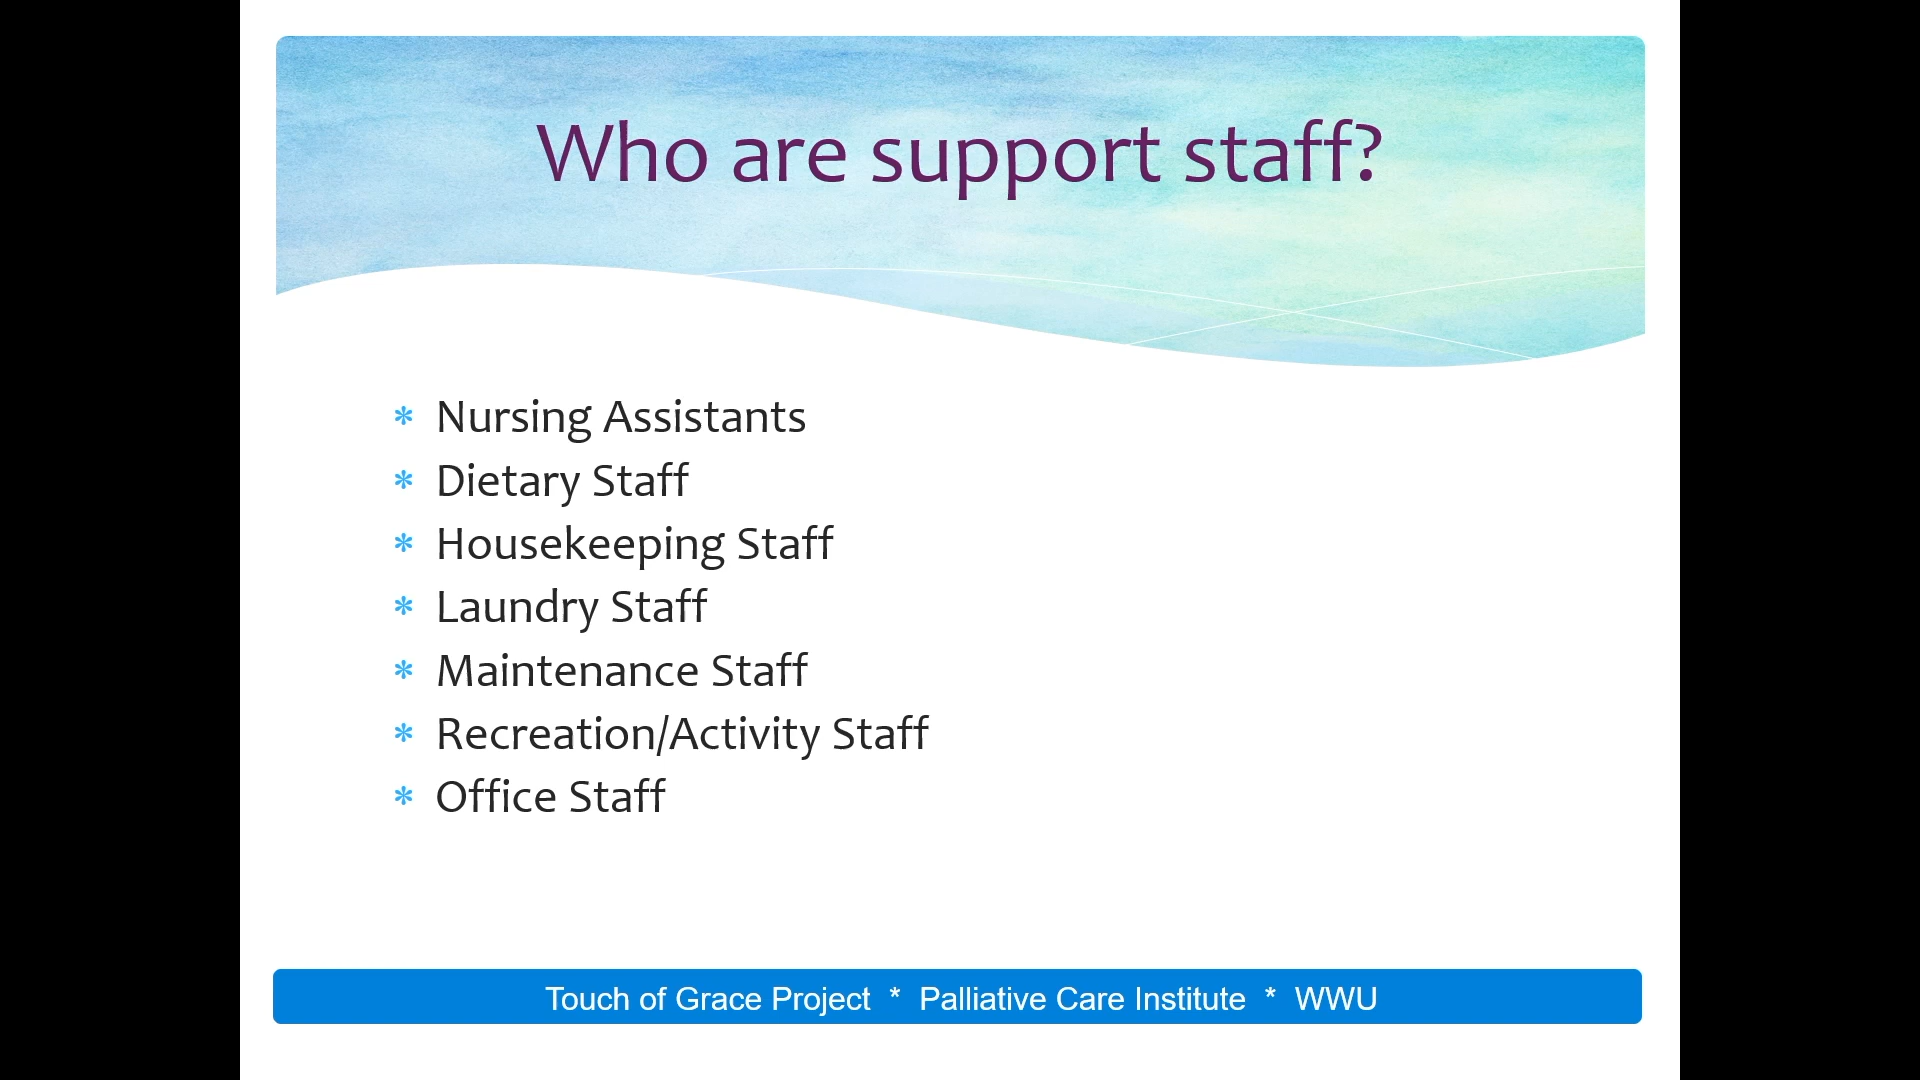 Who are support staff?
* Nursing Assistants
* Dietary Staff
* Housekeeping Staff
* Laundry Staff
* Maintenance Staff
* Recreation/Activity Staff
* Office Staff
Touch of Grace Project * Palliative Care Institute * WWU